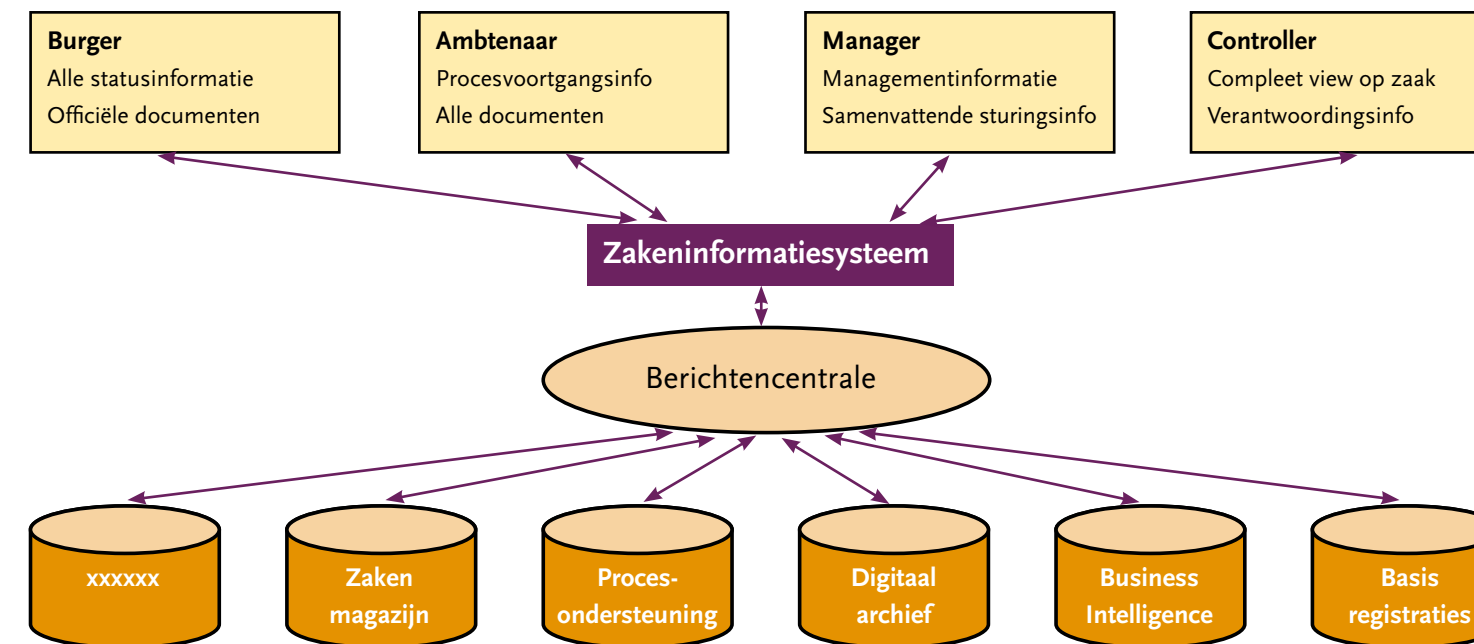 Burger
Alle statusinformatie
Officiële documenten
Ambtenaar
Procesvoortgangsinfo
Alle documenten
Manager
Managementinformatie
Samenvattende sturingsinfo
Controller
Compleet view op zaak
Verantwoordingsinfo
Zakeninformatiesysteem
Berichtencentrale
xxxxxx
Zaken
magazijn
Proces-
ondersteuning
Digitaal
archief
Business
Intelligence
Basis
registraties